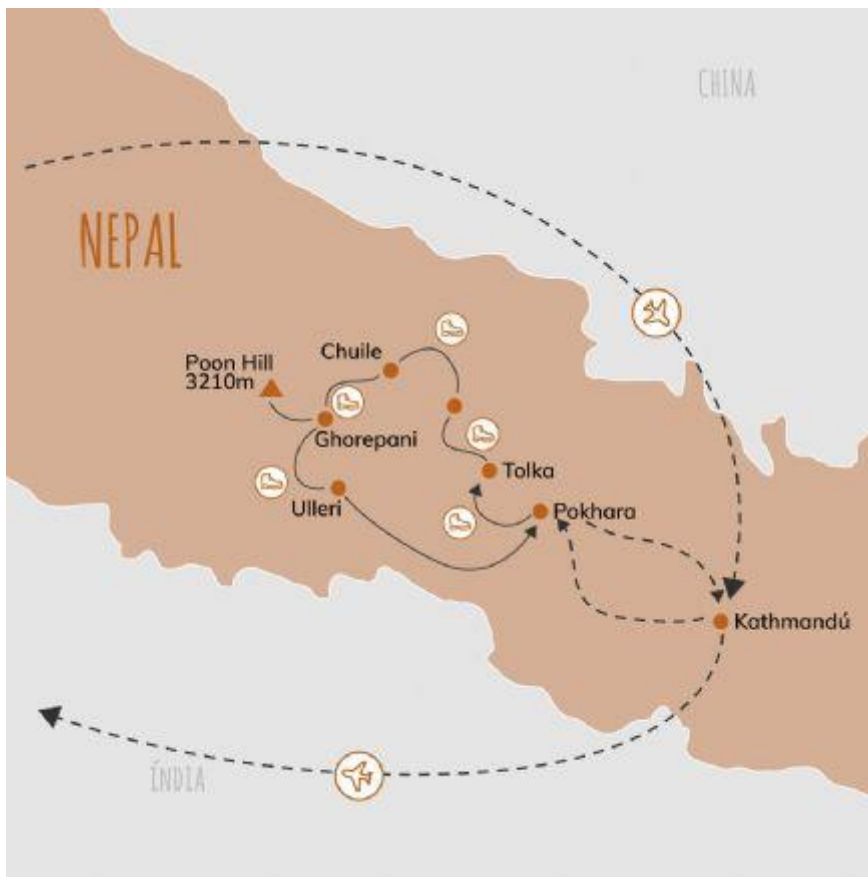 CHINA
NEPAL
Chuile
Poon Hill
3210m
Ghorepani
Tolka
Ulleri
Pokhara
Kathmandú
ÍNDIA